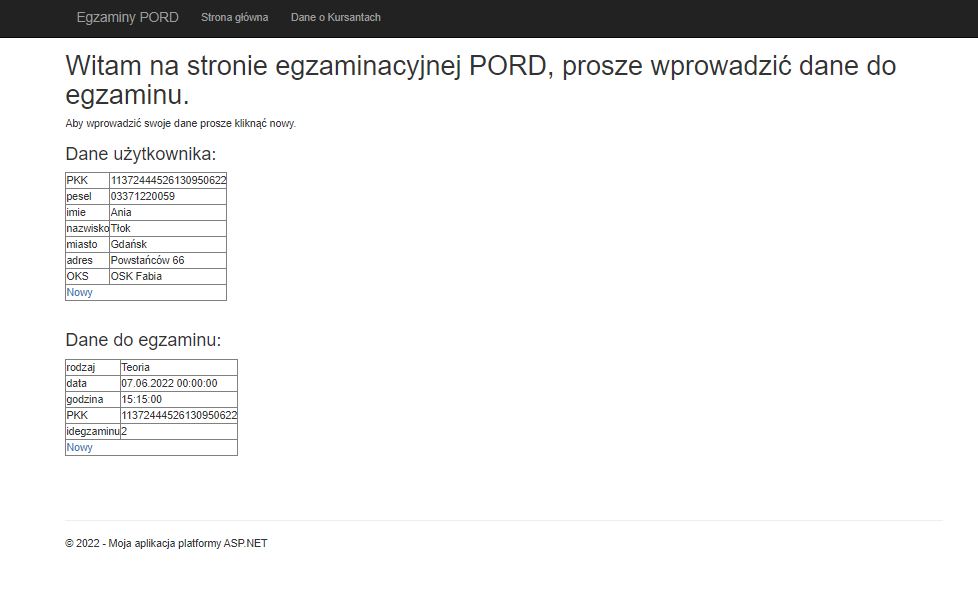 Egzaminy PORD Strona główna Dane o Kursantach
Witam na stronie egzaminacyjnej PORD, prosze wprowadzić dane do
egzaminu.
Aby wprowadzić swoje dane prosze kliknąć nowy.
Dane użytkownika:
PKK 11372444526130950622
pesel 03371220059
imie Ania
nazwisko Tłok
miasto Gdańsk
adres Powstańców 66
OKS OSK Fabia
Nowy
Dane do egzaminu:
rodzaj Teoria
data 07.06.2022 00:00:00
godzina 15:15:00
PKK 11372444526130950622
idegzaminu 2
Nowy
© 2022 - Moja aplikacja platformy ASP.NET